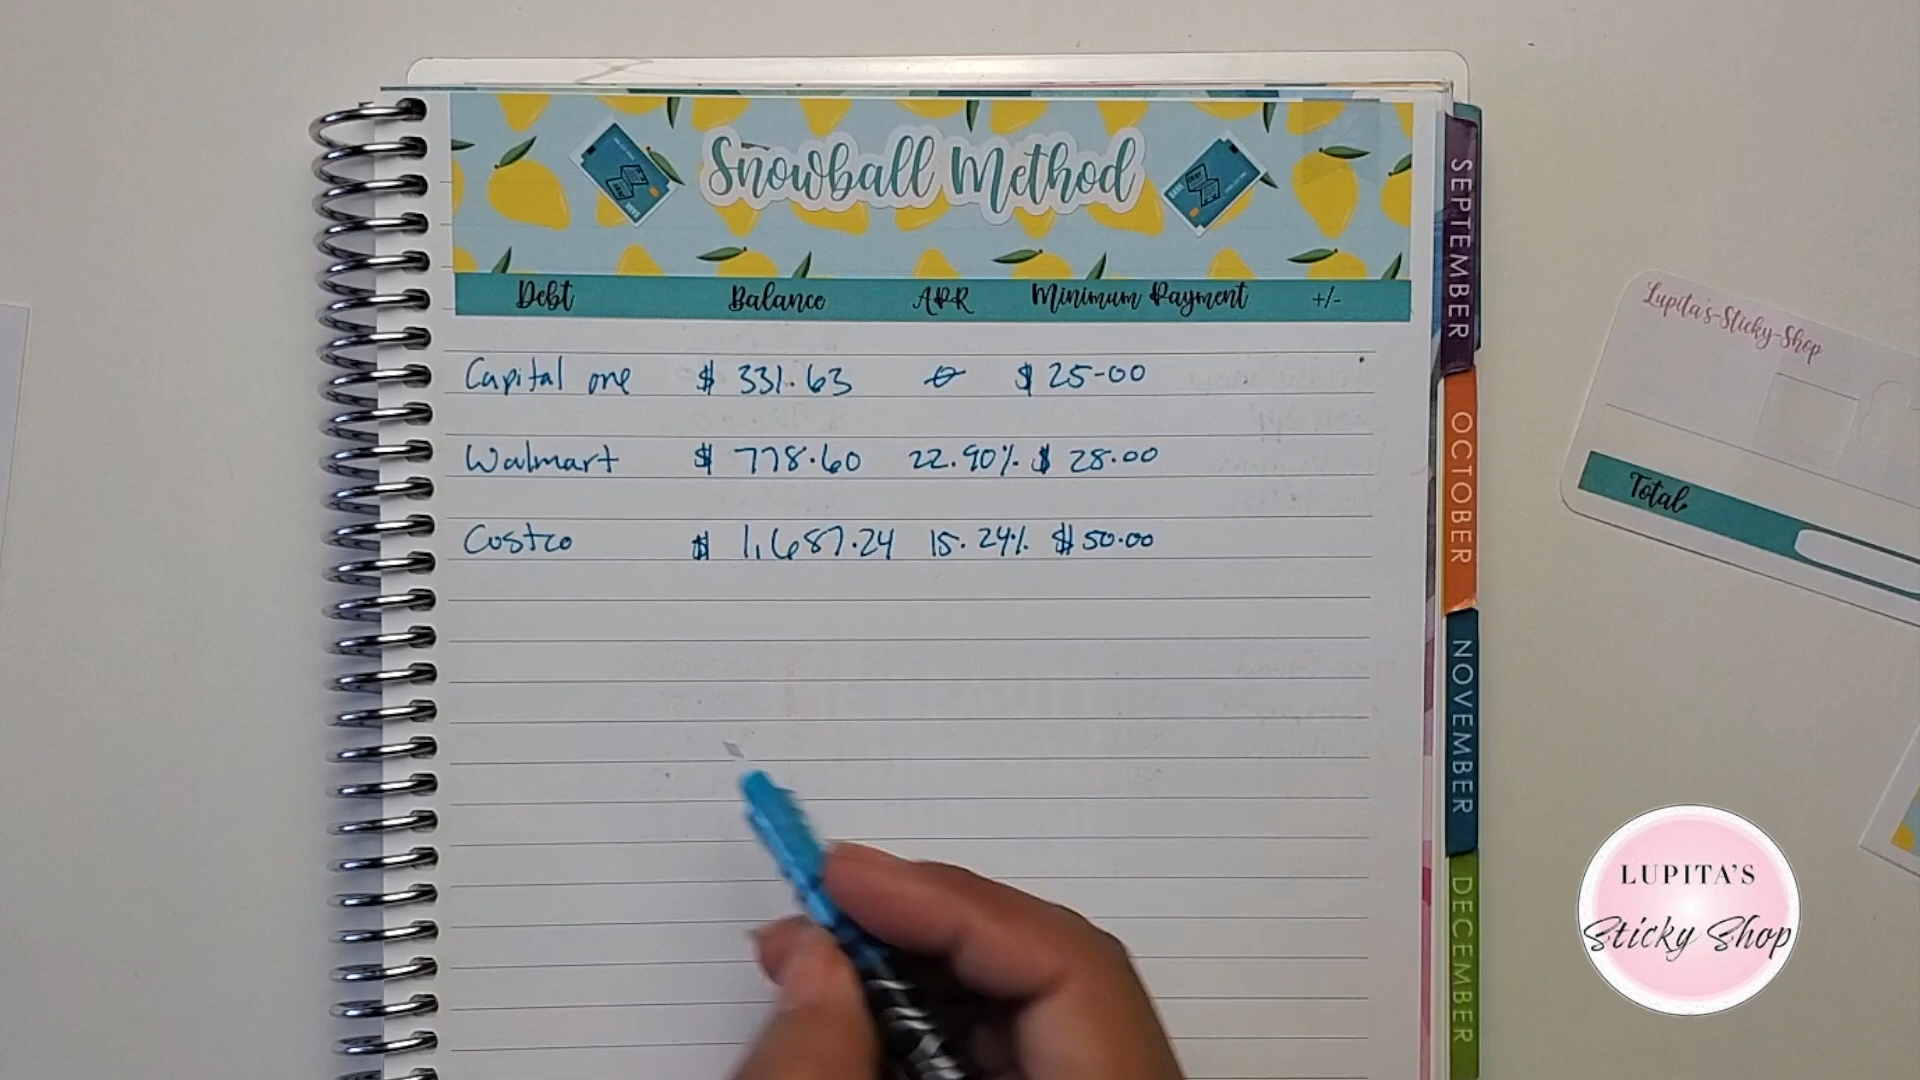 Snowball Method
Debt Balance APR Minimum Payment +/-
Capital one $ 331.63 0 $ 25-00
Walmart $ 778.60 22.90% $ 28.00
Costco $ 1,687.24 15.24% $50.00
SEPTEMBER
OCTOBER
NOVEMBER
DECEMBER
Lupita's-Sticky-Shop
Total
LUPITA'S
Sticky Shop